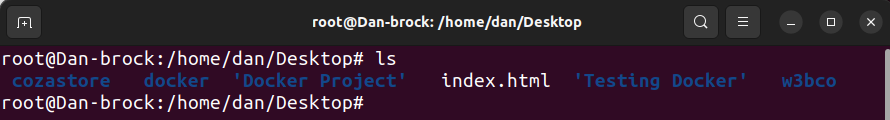 root@Dan-brock: /home/dan/Desktop
root@Dan-brock:/home/dan/Desktop# ls
cozastore docker 'Docker Project' index.html 'Testing Docker' w3bco
root@Dan-brock:/home/dan/Desktop#